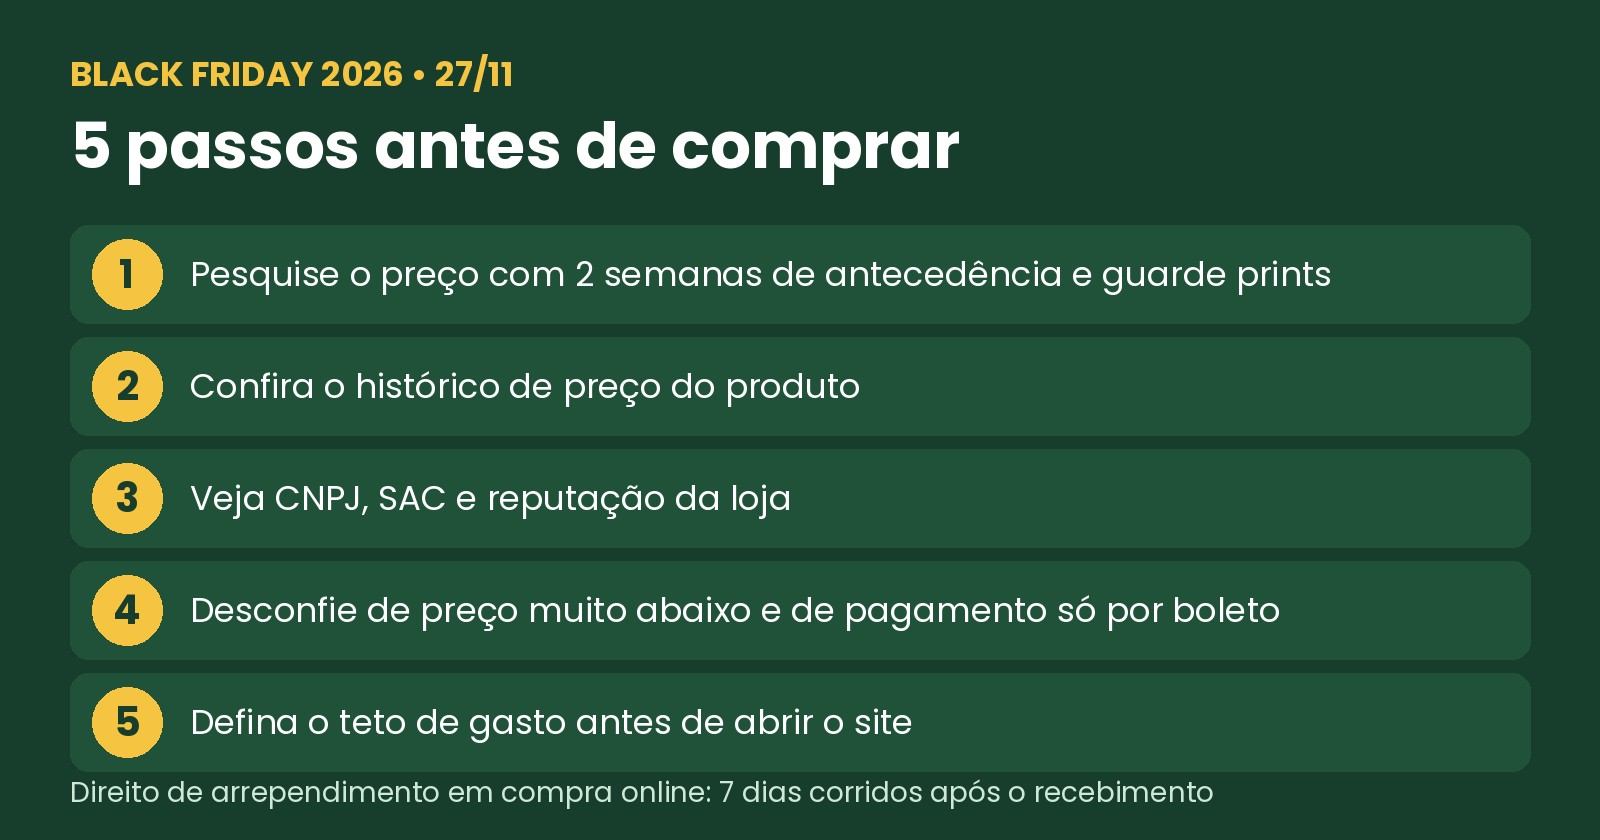 BLACK FRIDAY 2026 • 27/11
5 passos antes de comprar
1 Pesquise o preço com 2 semanas de antecedência e guarde prints
2 Confira o histórico de preço do produto
3 Veja CNPJ, SAC e reputação da loja
4 Desconfie de preço muito abaixo e de pagamento só por boleto
5 Defina o teto de gasto antes de abrir o site
Direito de arrependimento em compra online: 7 dias corridos após o recebimento